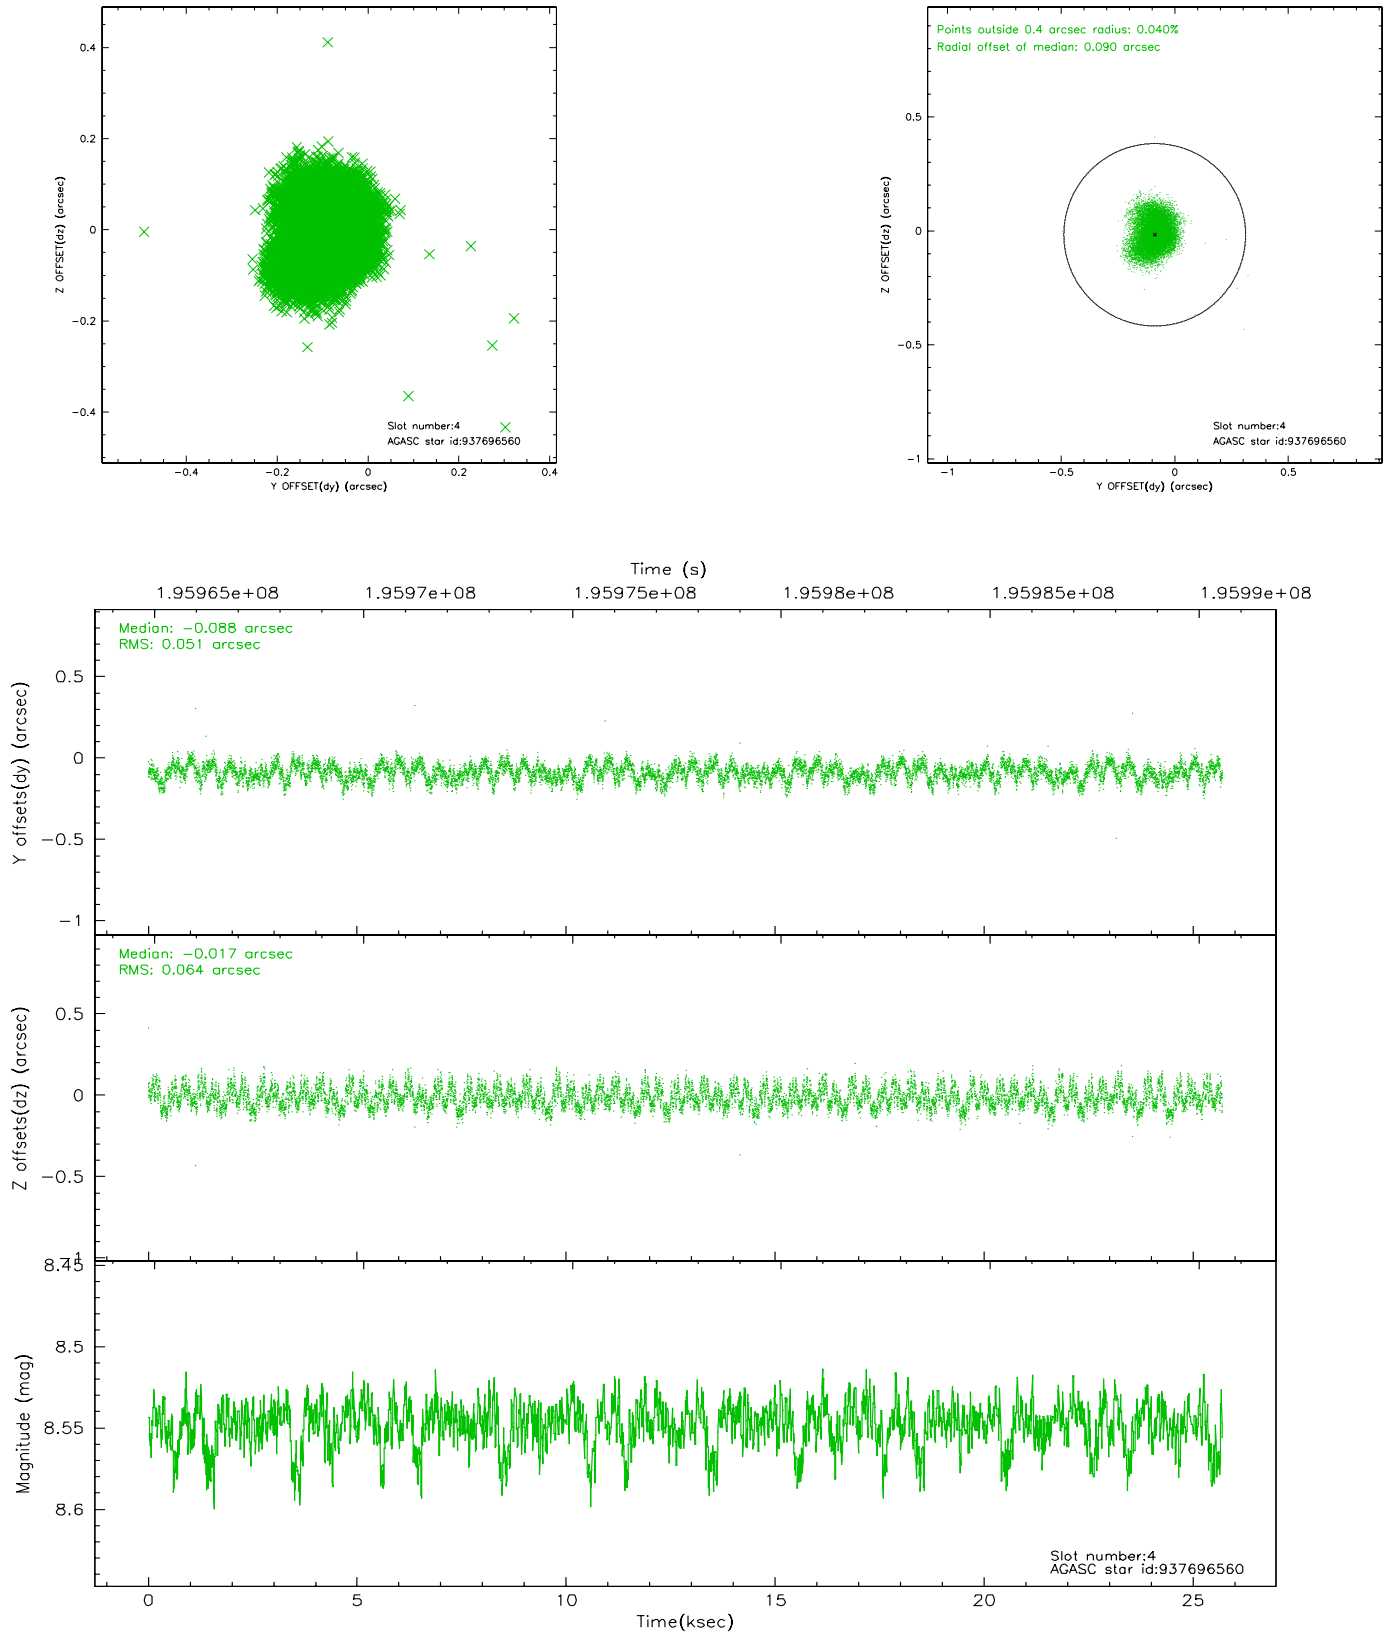 0.4
0.2
0
−0.2
−0.4
Z OFFSET(dz) (arcsec)
Slot number:4
AGASC star id:937696560
−0.4 −0.2 0 0.2 0.4
Y OFFSET(dy) (arcsec)
Points outside 0.4 arcsec radius: 0.040%
Radial offset of median: 0.090 arcsec
0.5
0
−0.5
−1
Z OFFSET(dz) (arcsec)
Slot number:4
AGASC star id:937696560
−1 −0.5 0 0.5
Y OFFSET(dy) (arcsec)
Time (s)
1.95965e+08 1.9597e+08 1.95975e+08 1.9598e+08 1.95985e+08 1.9599e+08
Median: −0.088 arcsec
RMS: 0.051 arcsec
0.5
0
−0.5
−1
Y offsets(dy) (arcsec)
Median: −0.017 arcsec
RMS: 0.064 arcsec
0.5
0
−0.5
−1
Z offsets(dz) (arcsec)
8.45
8.5
8.55
8.6
Magnitude (mag)
Slot number:4
AGASC star id:937696560
0 5 10 15 20 25
Time(ksec)